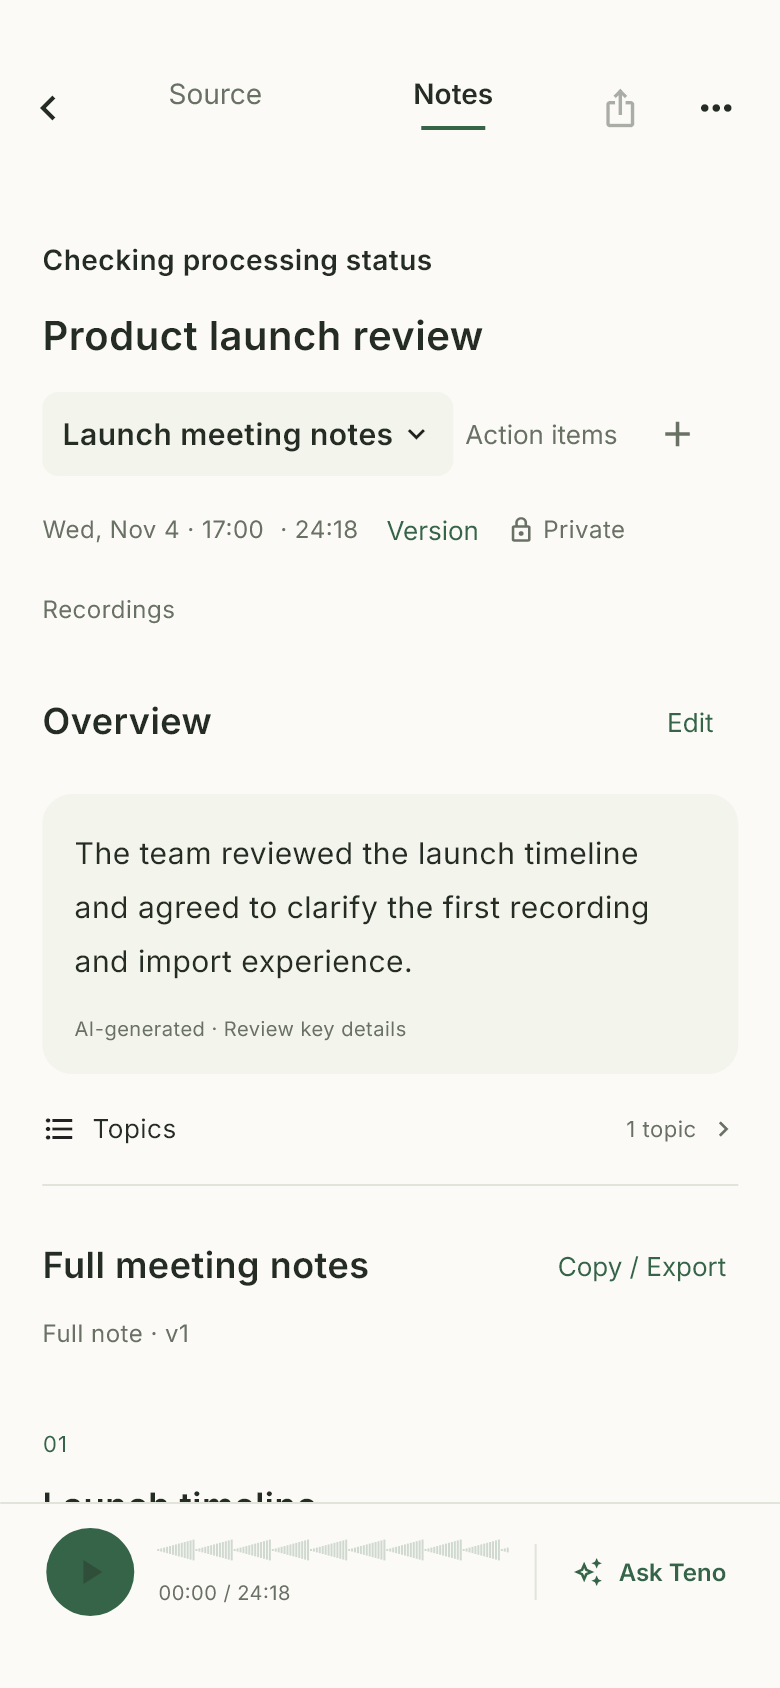 Source
Notes
Checking processing status
Product launch review
Launch meeting notes
Action items
Wed, Nov 4 · 17:00 · 24:18 Version Private
Recordings
Overview
Edit
The team reviewed the launch timeline
and agreed to clarify the first recording
and import experience.
AI-generated · Review key details
Topics
1 topic
Full meeting notes
Copy / Export
Full note · v1
01
Launch timeline
00:00 / 24:18
Ask Teno